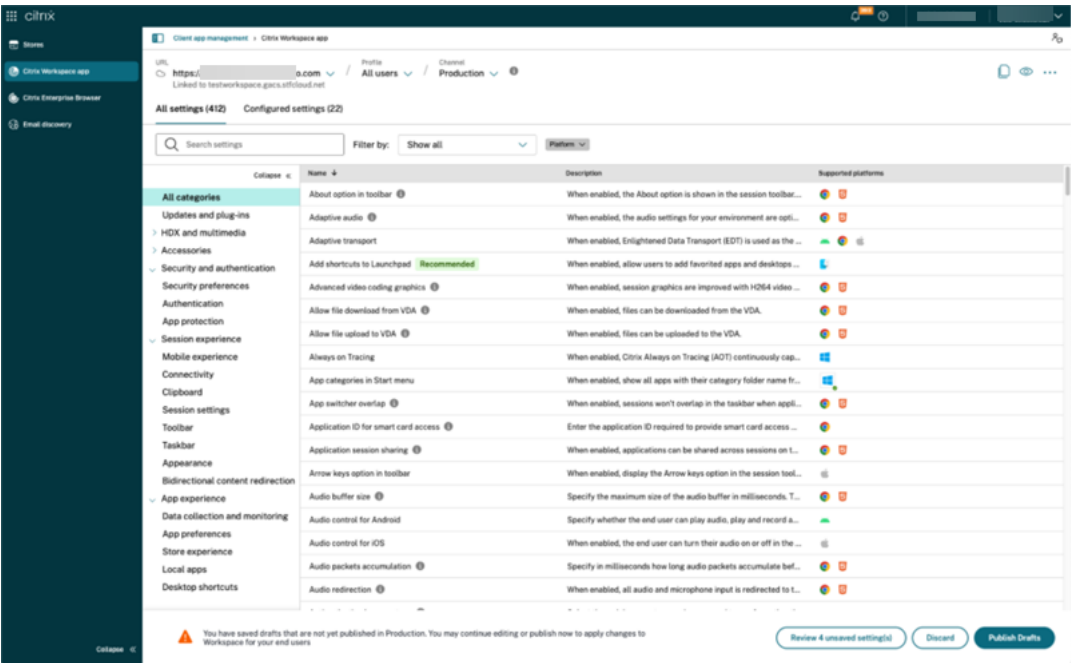 citrix
Stores
Citrix Workspace app
Citrix Enterprise Browser
Email discovery
Collapse «
Client app management > Citrix Workspace app
URL
https:/ o.com
Linked to testworkspace.gacs.stfcloud.net
/
Profile
All users
/
Channel
Production
All settings (412) Configured settings (22)
Search settings
Filter by: Show all
Platform
Collapse «
All categories
Updates and plug-ins
HDX and multimedia
Accessories
Security and authentication
Security preferences
Authentication
App protection
Session experience
Mobile experience
Connectivity
Clipboard
Session settings
Toolbar
Taskbar
Appearance
Bidirectional content redirection
App experience
Data collection and monitoring
App preferences
Store experience
Local apps
Desktop shortcuts
Name ↓ Description Supported platforms
About option in toolbar When enabled, the About option is shown in the session toolbar...
Adaptive audio When enabled, the audio settings for your environment are opti...
Adaptive transport When enabled, Enlightened Data Transport (EDT) is used as the ...
Add shortcuts to Launchpad Recommended When enabled, allow users to add favorited apps and desktops ...
Advanced video coding graphics When enabled, session graphics are improved with H264 video ...
Allow file download from VDA When enabled, files can be downloaded from the VDA.
Allow file upload to VDA When enabled, files can be uploaded to the VDA.
Always on Tracing When enabled, Citrix Always on Tracing (AOT) continuously cap...
App categories in Start menu When enabled, show all apps with their category folder name fr...
App switcher overlap When enabled, sessions won't overlap in the taskbar when appli...
Application ID for smart card access Enter the application ID required to provide smart card access ...
Application session sharing When enabled, applications can be shared across sessions on t...
Arrow keys option in toolbar When enabled, display the Arrow keys option in the session tool...
Audio buffer size Specify the maximum size of the audio buffer in milliseconds. T...
Audio control for Android Specify whether the end user can play audio, play and record a...
Audio control for iOS When enabled, the end user can turn their audio on or off in the ...
Audio packets accumulation Specify in milliseconds how long audio packets accumulate bef...
Audio redirection When enabled, all audio and microphone input is redirected to t...
You have saved drafts that are not yet published in Production. You may continue editing or publish now to apply changes to
Workspace for your end users
Review 4 unsaved setting(s) Discard Publish Drafts